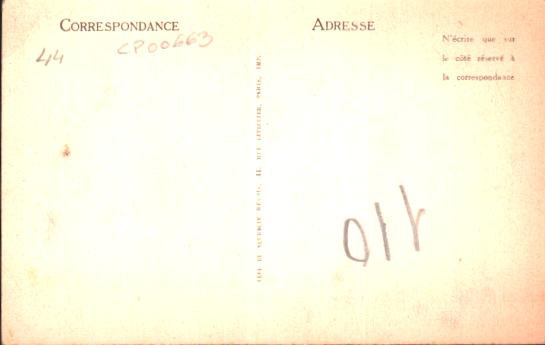 CORRESPONDANCE
ADRESSE
N'écrire que sur
le côté réservé à
la correspondance
44
CP00663
110